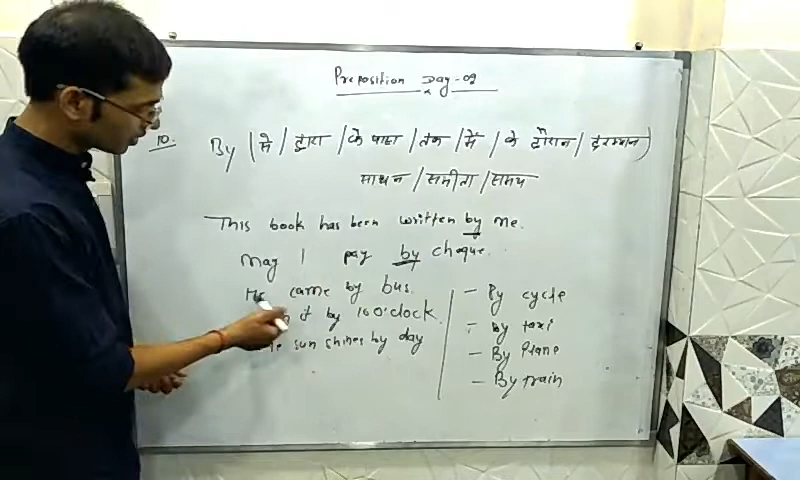 Preposition Day-09
10. By (से / द्वारा / के पास / तक / में / के दौरान / दरम्यान)
साधन / समीपता / समय
This book has been written by me.
May I pay by cheque.
He came by bus.
it by 10 O'clock
sun shines by day
- By cycle
- by taxi
- By Plane
- By train